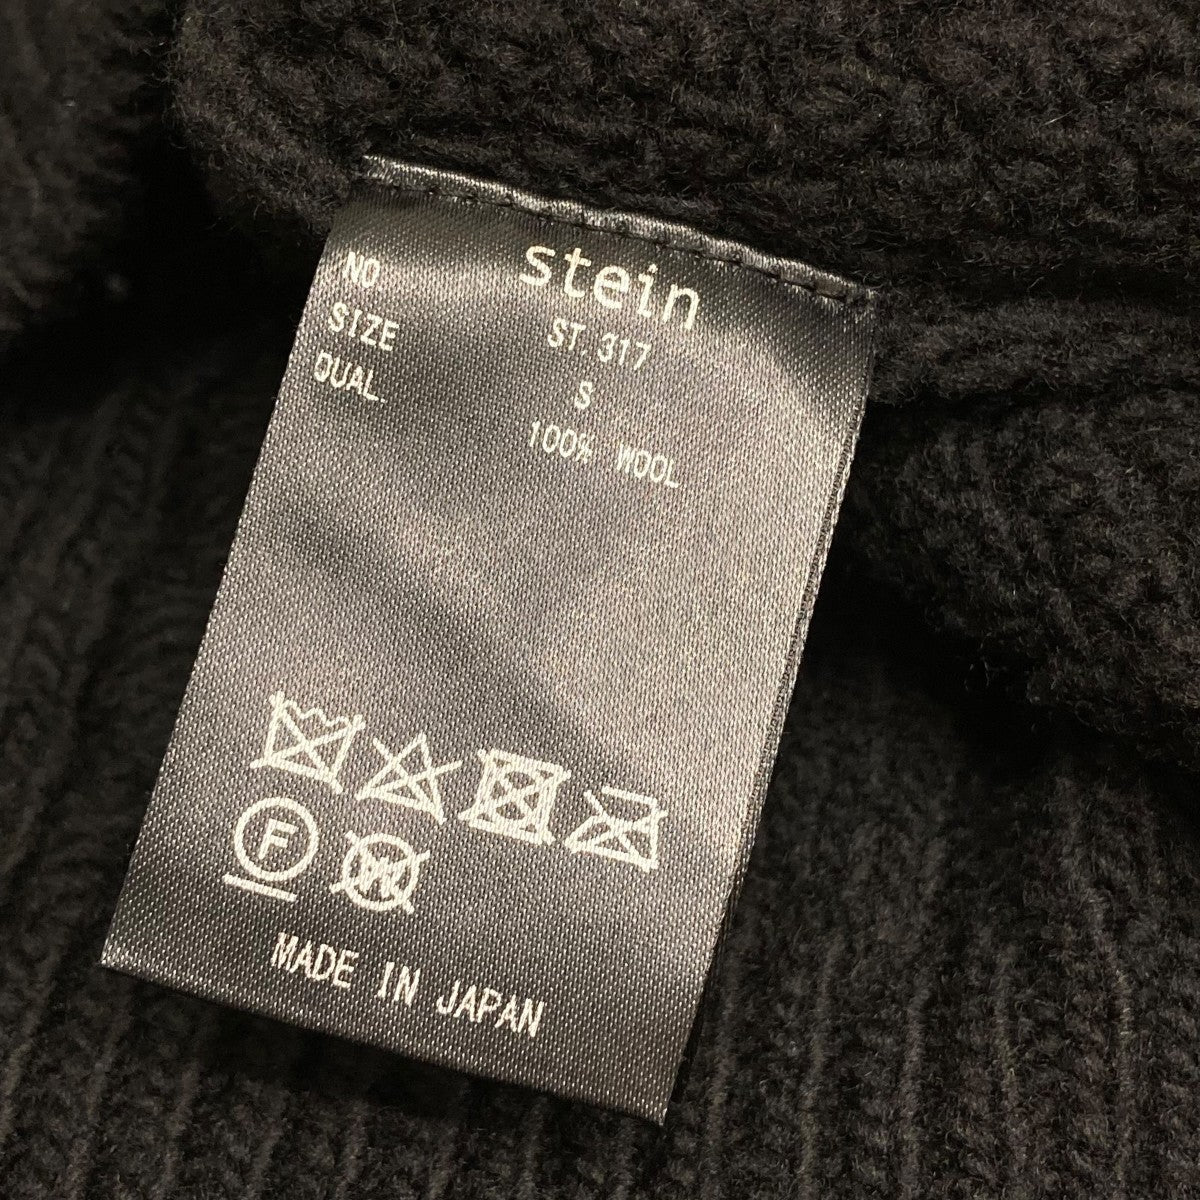 stein
NO. ST.317
SIZE S
QUAL 100% WOOL
F W
MADE IN JAPAN